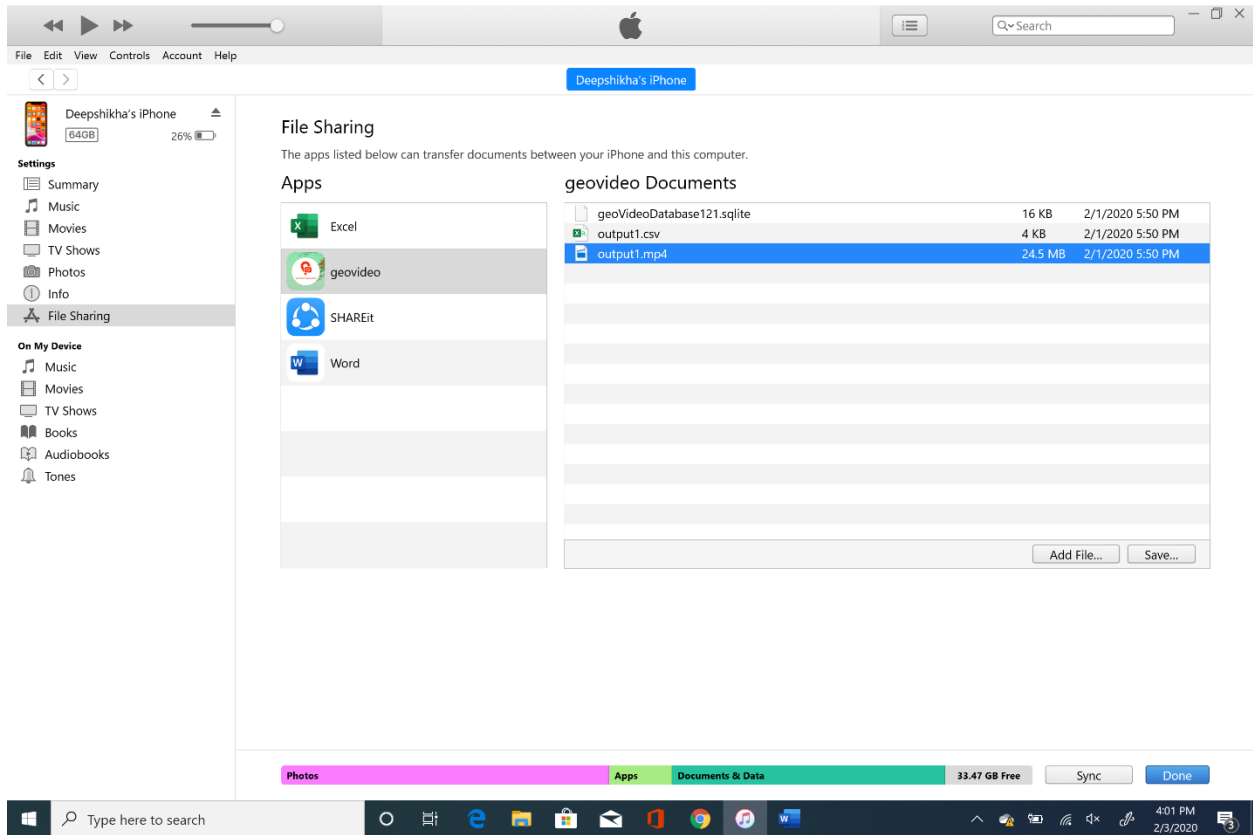 Search
File Edit View Controls Account Help
Deepshikha's iPhone
Deepshikha's iPhone
64GB 26%
Settings
Summary
Music
Movies
TV Shows
Photos
Info
File Sharing
On My Device
Music
Movies
TV Shows
Books
Audiobooks
Tones
File Sharing
The apps listed below can transfer documents between your iPhone and this computer.
Apps
Excel
geovideo
SHAREit
Word
geovideo Documents
geoVideoDatabase121.sqlite 16 KB 2/1/2020 5:50 PM
output1.csv 4 KB 2/1/2020 5:50 PM
output1.mp4 24.5 MB 2/1/2020 5:50 PM
Add File... Save...
Photos Apps Documents & Data 33.47 GB Free Sync Done
Type here to search
4:01 PM
2/3/2020
3